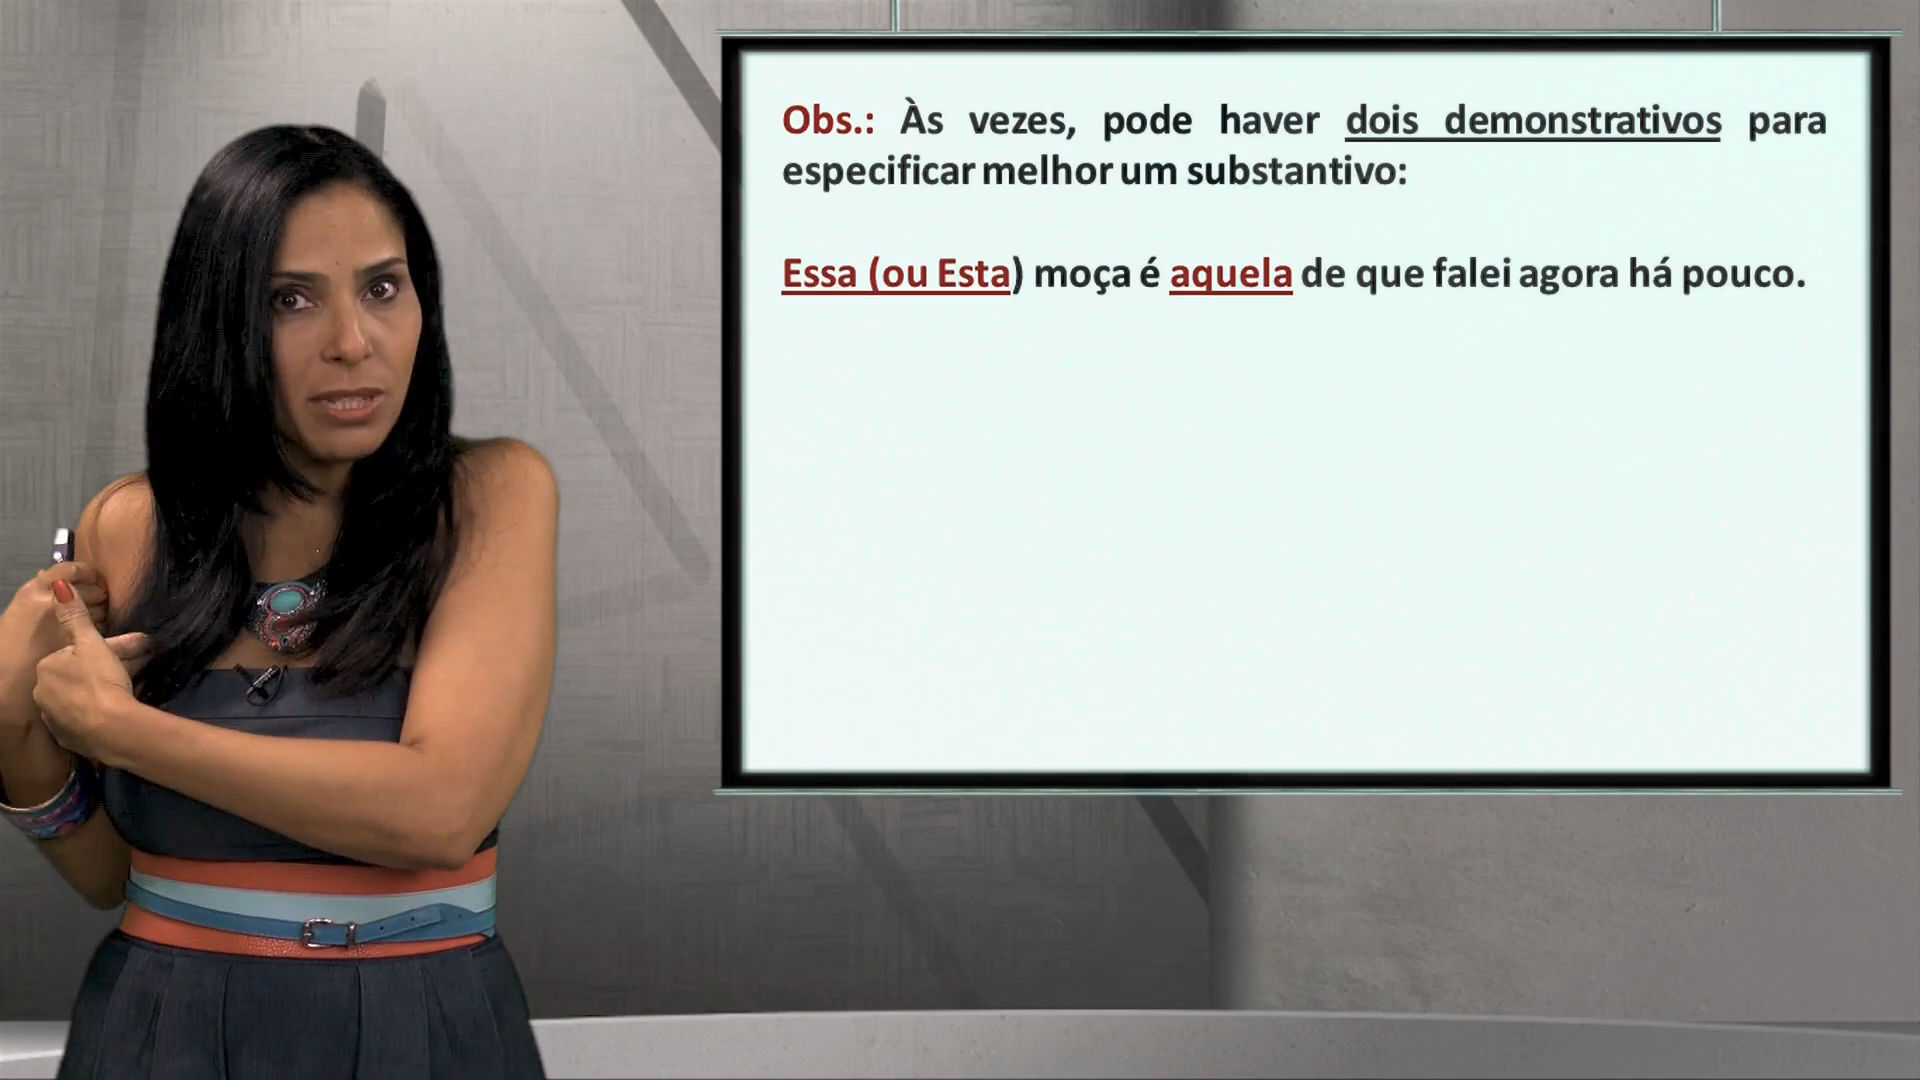 Obs.: Às vezes, pode haver dois demonstrativos para
especificar melhor um substantivo:
Essa (ou Esta) moça é aquela de que falei agora há pouco.